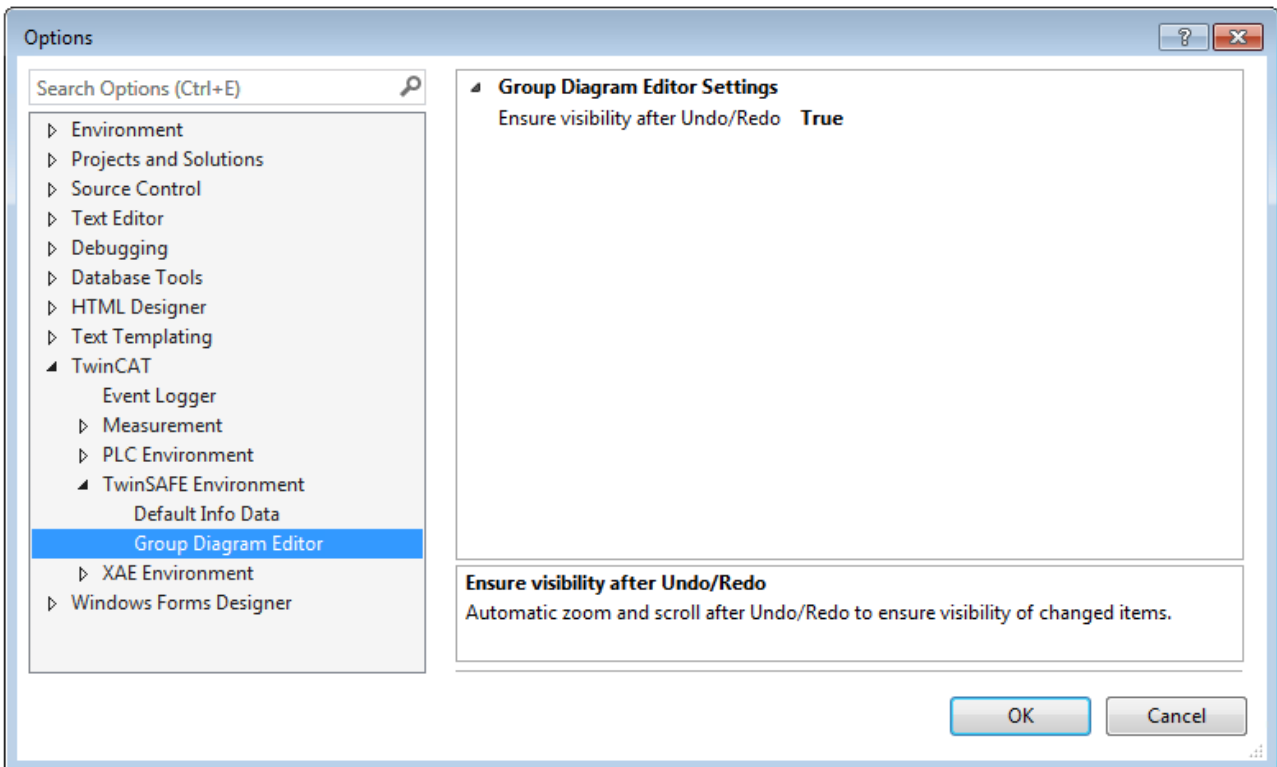 Options
Search Options (Ctrl+E)
Environment
Projects and Solutions
Source Control
Text Editor
Debugging
Database Tools
HTML Designer
Text Templating
TwinCAT
Event Logger
Measurement
PLC Environment
TwinSAFE Environment
Default Info Data
Group Diagram Editor
XAE Environment
Windows Forms Designer
Group Diagram Editor Settings
Ensure visibility after Undo/Redo True
Ensure visibility after Undo/Redo
Automatic zoom and scroll after Undo/Redo to ensure visibility of changed items.
OK Cancel